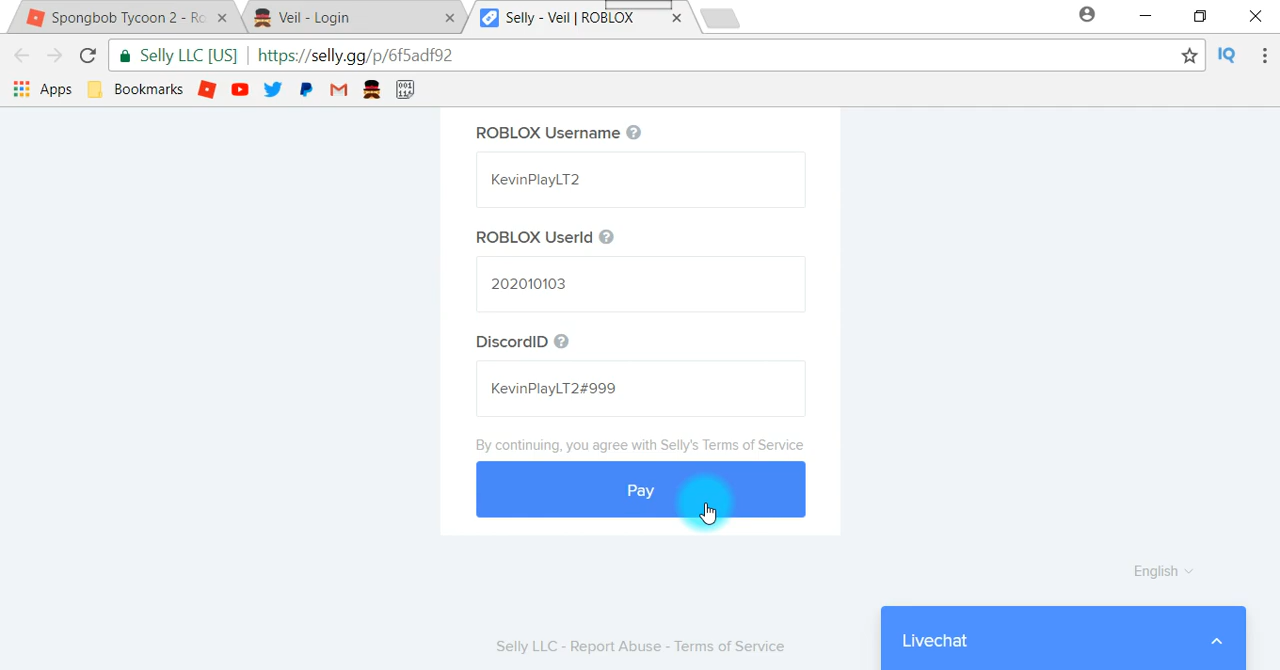 Spongbob Tycoon 2 - Ro
Veil - Login
Selly - Veil | ROBLOX
Selly LLC [US]
https://selly.gg/p/6f5adf92
IQ
Apps
Bookmarks
ROBLOX Username ?
KevinPlayLT2
ROBLOX UserId ?
202010103
DiscordID ?
KevinPlayLT2#999
By continuing, you agree with Selly's Terms of Service
Pay
English
Selly LLC - Report Abuse - Terms of Service
Livechat